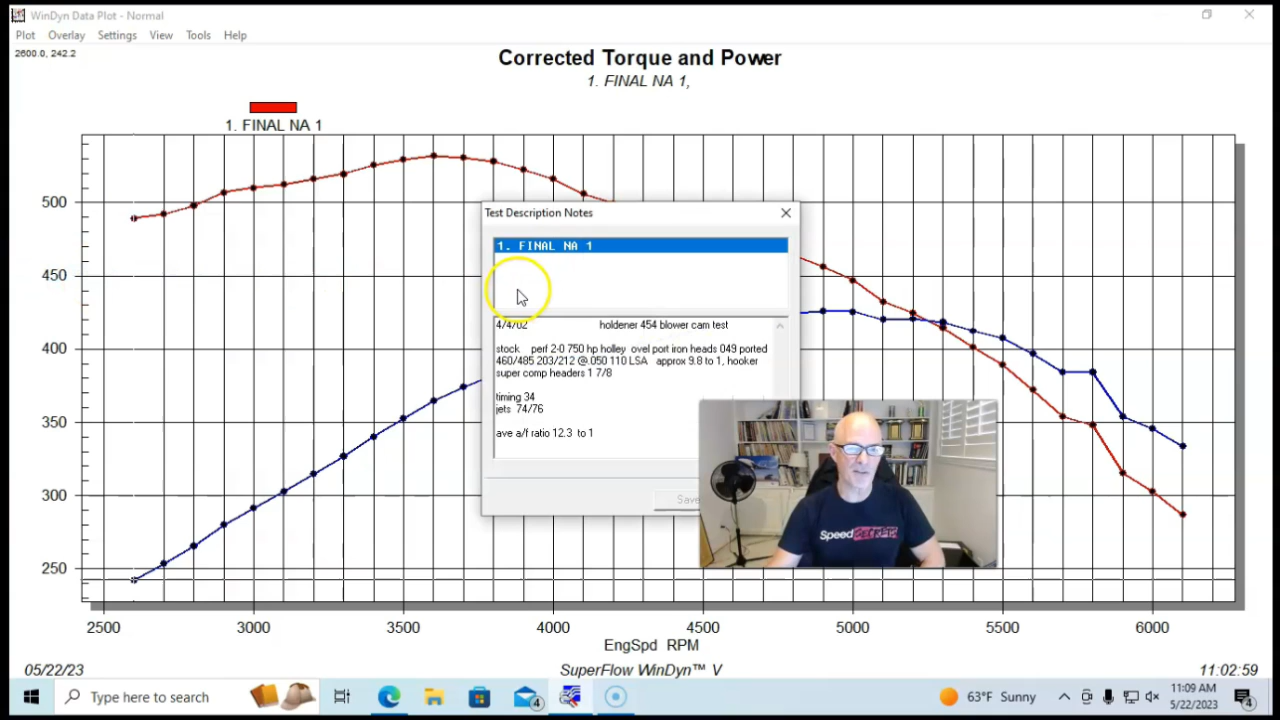 WinDyn Data Plot - Normal
Plot Overlay Settings View Tools Help
2600.0, 242.2
Corrected Torque and Power
1. FINAL NA 1,
1. FINAL NA 1
Test Description Notes
1. FINAL NA 1
4/4/02 holdener 454 blower cam test
stock perf 2-0 750 hp holley ovel port iron heads 049 ported
460/485 203/212 @.050 110 LSA approx 9.8 to 1, hooker
super comp headers 1 7/8
timing 34
jets 74/76
ave a/f ratio 12.3 to 1
Save
Speed
500
450
400
350
300
250
2500 3000 3500 4000 4500 5000 5500 6000
EngSpd RPM
05/22/23 SuperFlow WinDyn™ V 11:02:59
Type here to search 4 63°F Sunny 11:09 AM
5/22/2023 4